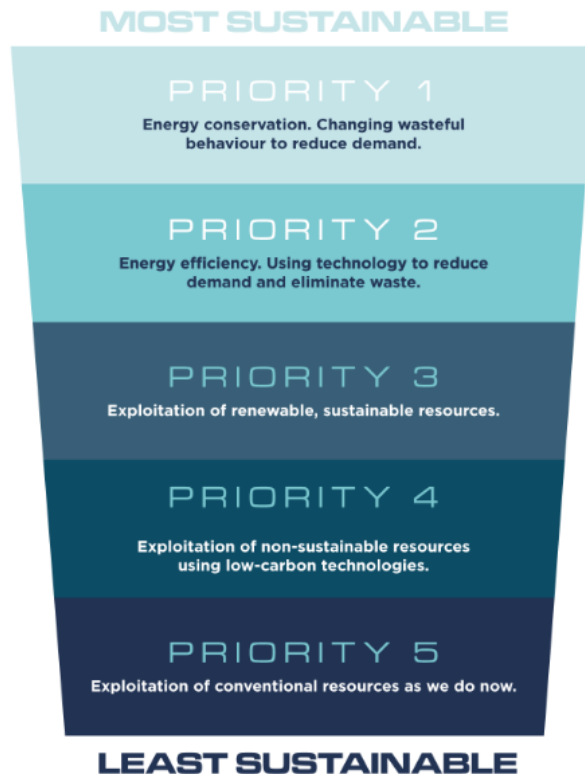 MOST SUSTAINABLE
PRIORITY 1
Energy conservation. Changing wasteful
behaviour to reduce demand.
PRIORITY 2
Energy efficiency. Using technology to reduce
demand and eliminate waste.
PRIORITY 3
Exploitation of renewable, sustainable resources.
PRIORITY 4
Exploitation of non-sustainable resources
using low-carbon technologies.
PRIORITY 5
Exploitation of conventional resources as we do now.
LEAST SUSTAINABLE